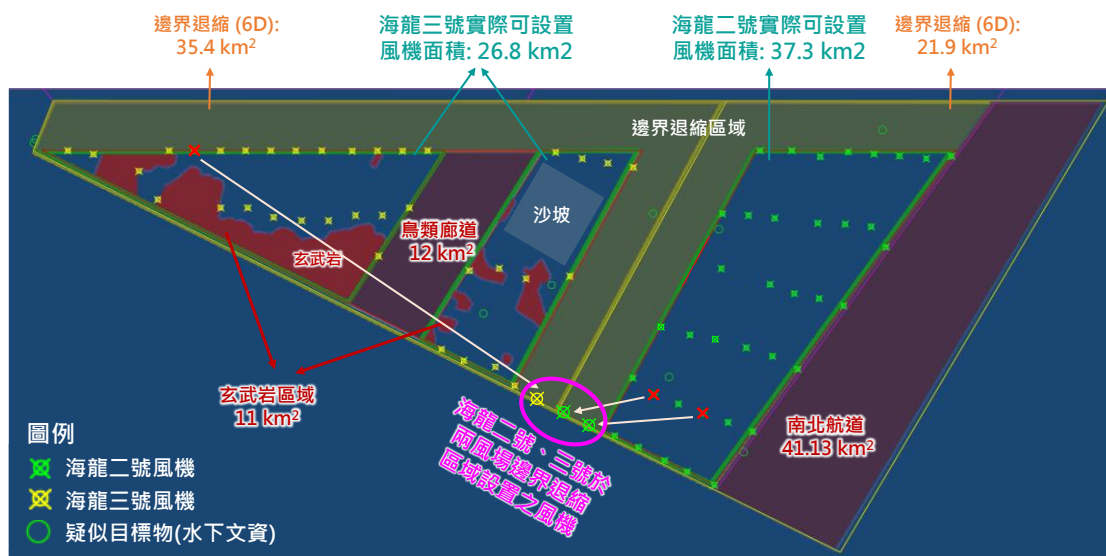 邊界退縮 (6D):
35.4 km²
海龍三號實際可設置
風機面積: 26.8 km2
海龍二號實際可設置
風機面積: 37.3 km2
邊界退縮 (6D):
21.9 km²
邊界退縮區域
沙坡
鳥類廊道
12 km²
玄武岩
玄武岩區域
11 km²
南北航道
41.13 km²
海龍二號、三號於
兩風場邊界退縮
區域設置之風機
圖例
海龍二號風機
海龍三號風機
疑似目標物(水下文資)